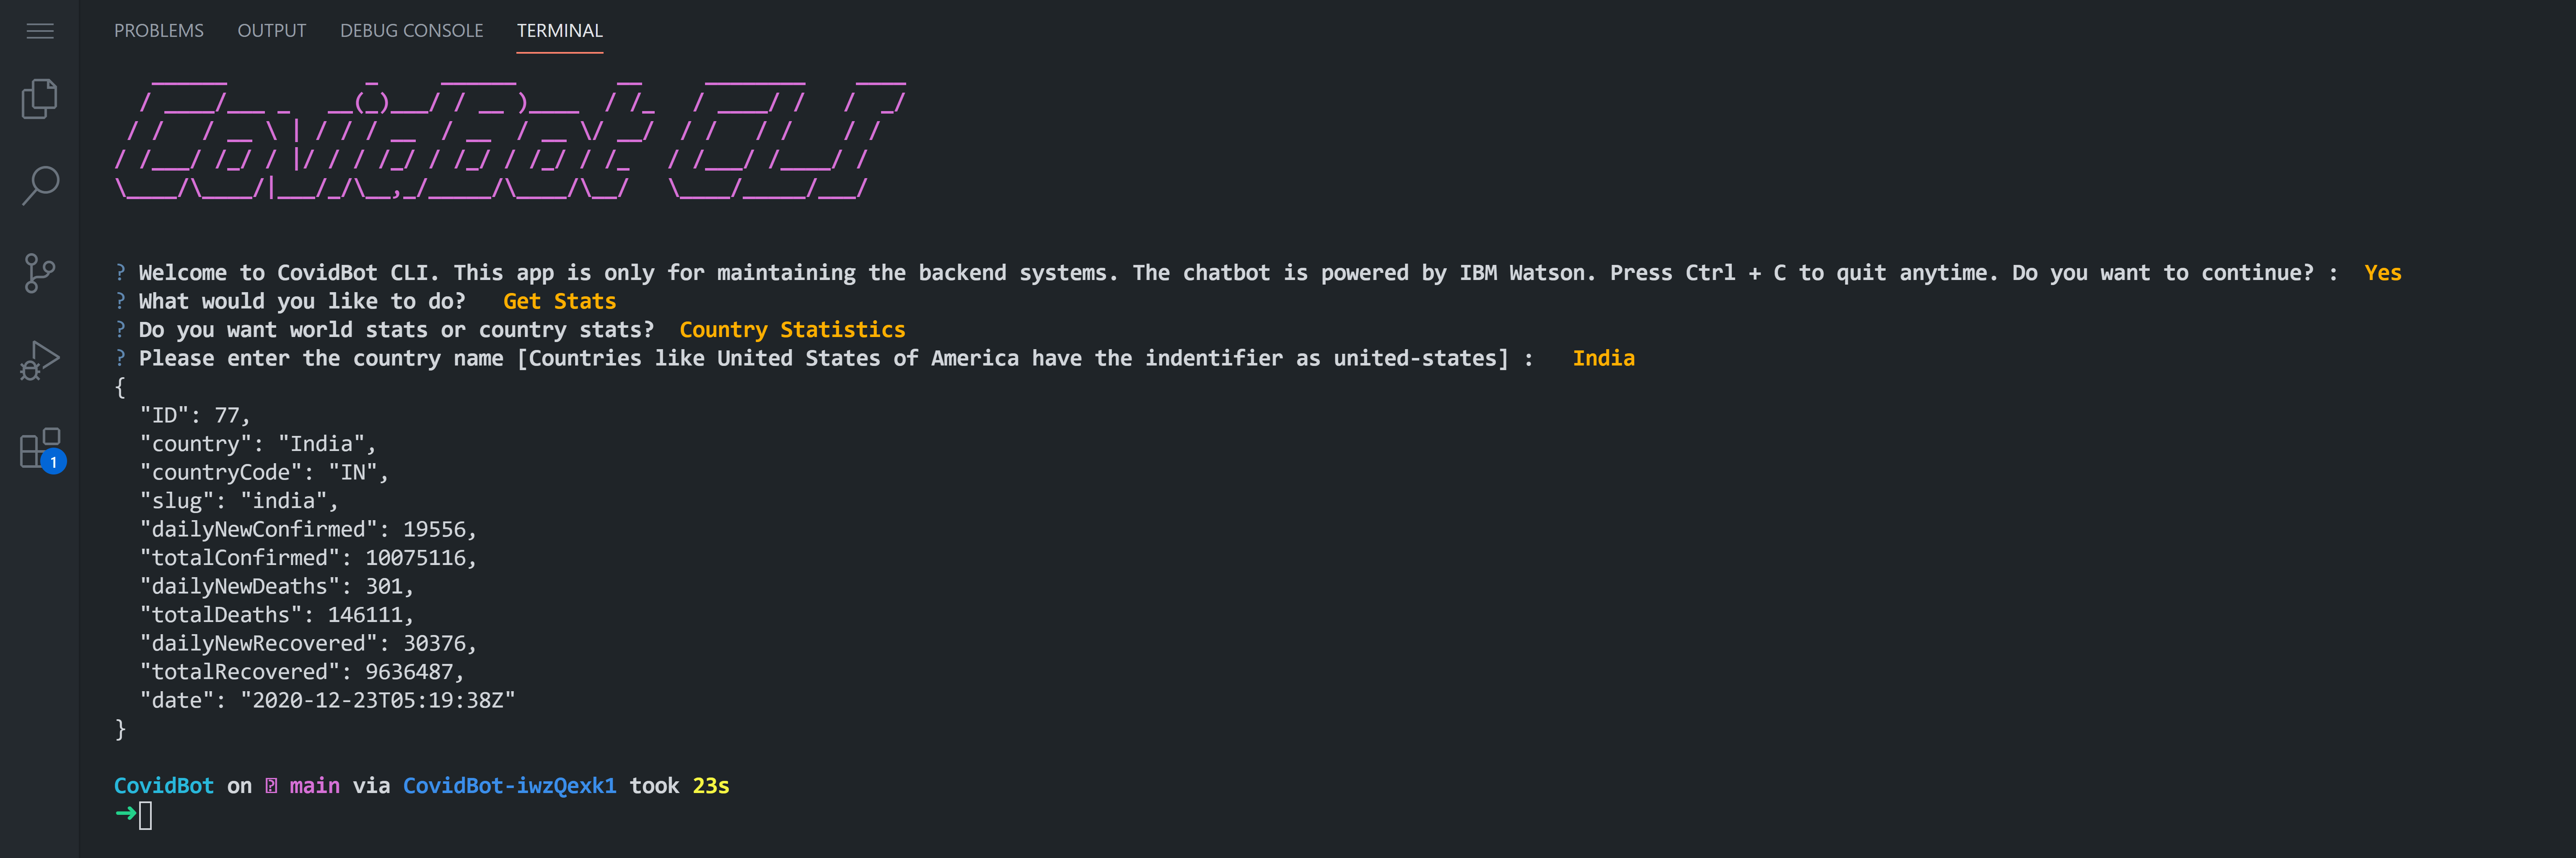 PROBLEMS OUTPUT DEBUG CONSOLE TERMINAL
CovidBot CLI
? Welcome to CovidBot CLI. This app is only for maintaining the backend systems. The chatbot is powered by IBM Watson. Press Ctrl + C to quit anytime. Do you want to continue? : Yes
? What would you like to do? Get Stats
? Do you want world stats or country stats? Country Statistics
? Please enter the country name [Countries like United States of America have the indentifier as united-states] : India
{
"ID": 77,
"country": "India",
"countryCode": "IN",
"slug": "india",
"dailyNewConfirmed": 19556,
"totalConfirmed": 10075116,
"dailyNewDeaths": 301,
"totalDeaths": 146111,
"dailyNewRecovered": 30376,
"totalRecovered": 9636487,
"date": "2020-12-23T05:19:38Z"
}
1
CovidBot on ⍰ main via CovidBot-iwzQexk1 took 23s
➜